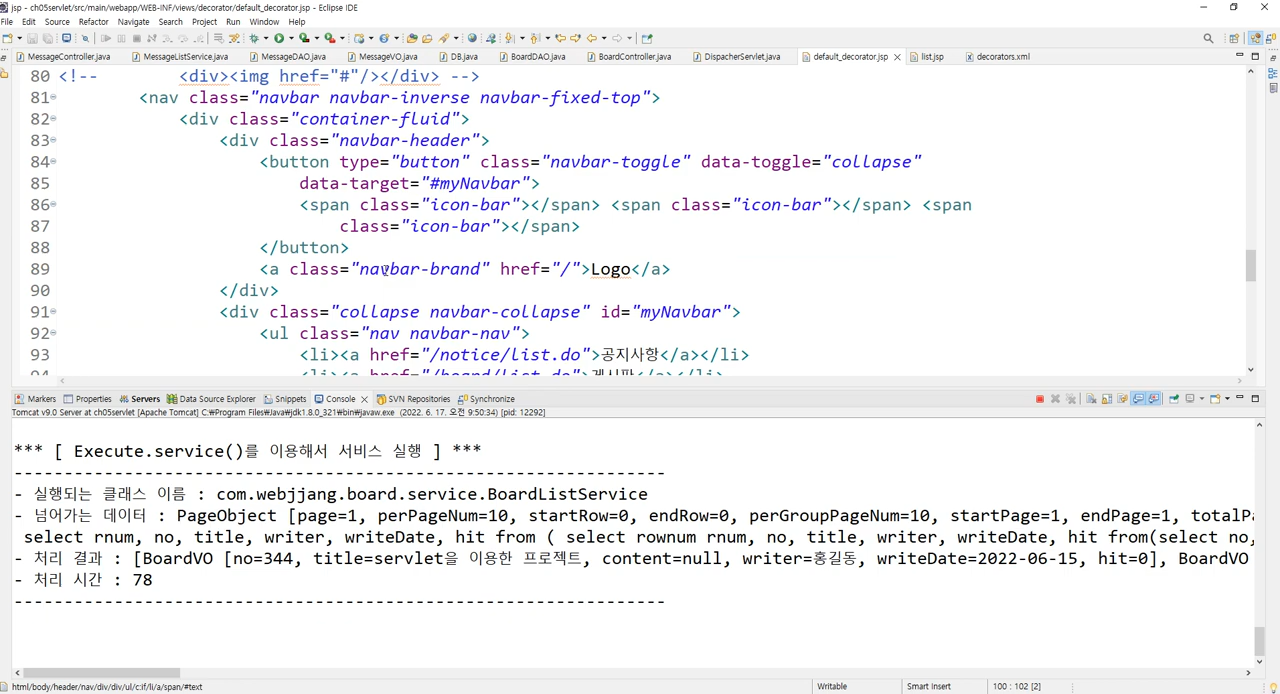 jsp - ch05servlet/src/main/webapp/WEB-INF/views/decorator/default_decorator.jsp - Eclipse IDE
File Edit Source Refactor Navigate Search Project Run Window Help
MessageController.java MessageListService.java MessageDAO.java MessageVO.java DB.java BoardDAO.java BoardController.java DispacherServlet.java default_decorator.jsp list.jsp decorators.xml
80 <!-- <div><img href="#"/></div> -->
81 <nav class="navbar navbar-inverse navbar-fixed-top">
82 <div class="container-fluid">
83 <div class="navbar-header">
84 <button type="button" class="navbar-toggle" data-toggle="collapse"
85 data-target="#myNavbar">
86 <span class="icon-bar"></span> <span class="icon-bar"></span> <span
87 class="icon-bar"></span>
88 </button>
89 <a class="navbar-brand" href="/">Logo</a>
90 </div>
91 <div class="collapse navbar-collapse" id="myNavbar">
92 <ul class="nav navbar-nav">
93 <li><a href="/notice/list.do">공지사항</a></li>
94 <li><a href="/board/list.do">게시판</a></li>
Markers Properties Servers Data Source Explorer Snippets Console SVN Repositories Synchronize
Tomcat v9.0 Server at ch05servlet [Apache Tomcat] C:₩Program Files₩Java₩jdk1.8.0_321₩bin₩javaw.exe (2022. 6. 17. 오전 9:50:34) [pid: 12292]
*** [ Execute.service()를 이용해서 서비스 실행 ] ***
------------------------------------------------------------------
- 실행되는 클래스 이름 : com.webjjang.board.service.BoardListService
- 넘어가는 데이터 : PageObject [page=1, perPageNum=10, startRow=0, endRow=0, perGroupPageNum=10, startPage=1, endPage=1, totalPa
select rnum, no, title, writer, writeDate, hit from ( select rownum rnum, no, title, writer, writeDate, hit from(select no,
- 처리 결과 : [BoardVO [no=344, title=servlet을 이용한 프로젝트, content=null, writer=홍길동, writeDate=2022-06-15, hit=0], BoardVO
- 처리 시간 : 78
------------------------------------------------------------------
html/body/header/nav/div/div/ul/c:if/li/a/span/#text Writable Smart Insert 100 : 102 [2]